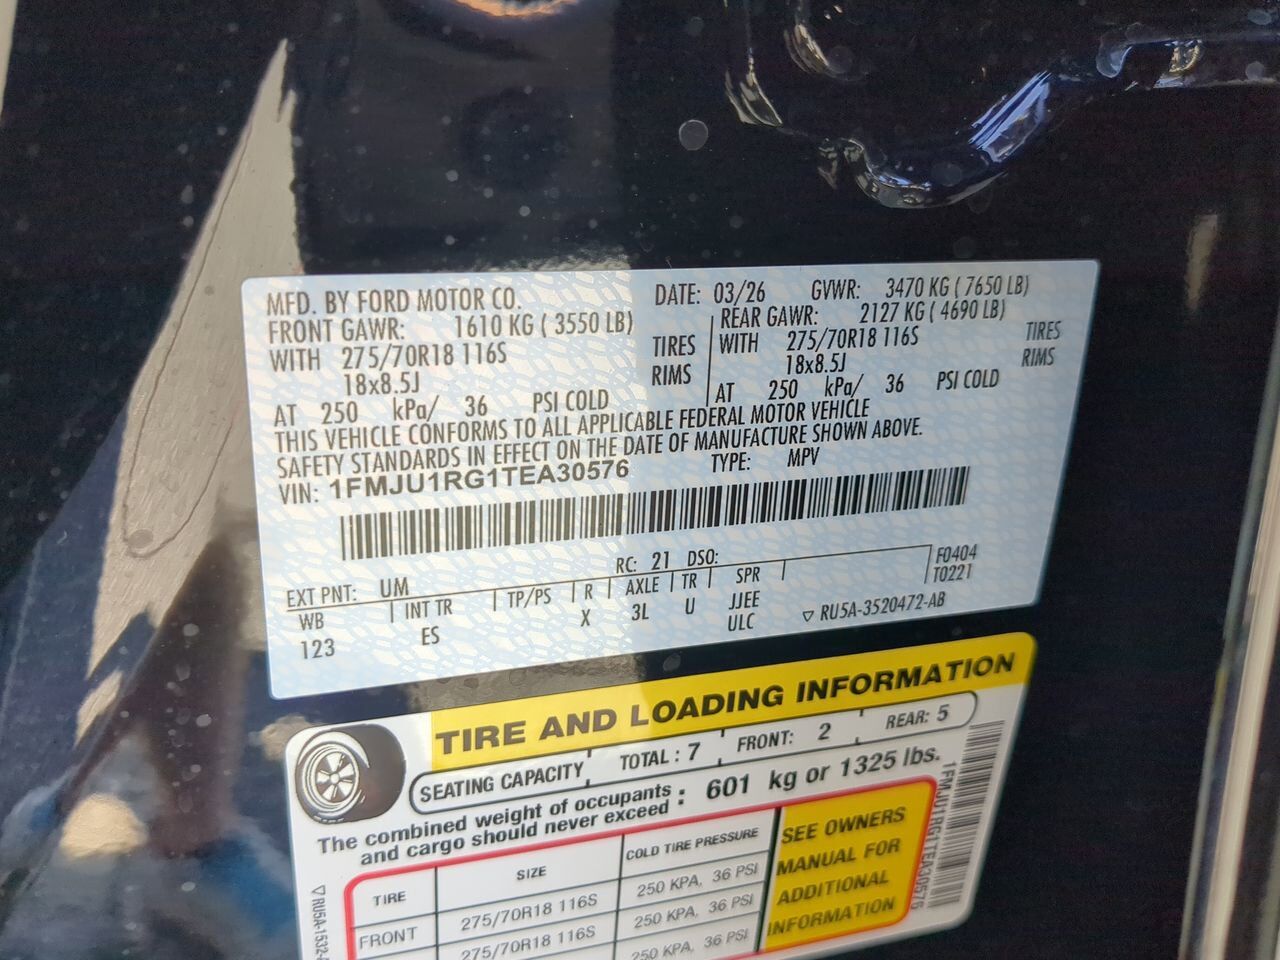 MFD. BY FORD MOTOR CO. DATE: 03/26 GVWR: 3470 KG ( 7650 LB)
FRONT GAWR: 1610 KG ( 3550 LB) REAR GAWR: 2127 KG ( 4690 LB)
WITH 275/70R18 116S TIRES WITH 275/70R18 116S TIRES
18x8.5J RIMS 18x8.5J RIMS
AT 250 kPa/ 36 PSI COLD AT 250 kPa/ 36 PSI COLD
THIS VEHICLE CONFORMS TO ALL APPLICABLE FEDERAL MOTOR VEHICLE
SAFETY STANDARDS IN EFFECT ON THE DATE OF MANUFACTURE SHOWN ABOVE.
VIN: 1FMJU1RG1TEA30576 TYPE: MPV
EXT PNT: UM RC: 21 DSO: F0404
WB INT TR TP/PS R AXLE TR SPR T0221
123 ES X 3L U JJEE
ULC ▽ RU5A-3520472-AB
TIRE AND LOADING INFORMATION
SEATING CAPACITY TOTAL : 7 FRONT: 2 REAR: 5
The combined weight of occupants and cargo should never exceed : 601 kg or 1325 lbs.
TIRE SIZE COLD TIRE PRESSURE
FRONT 275/70R18 116S 250 KPA, 36 PSI
275/70R18 116S 250 KPA, 36 PSI
250 KPA, 36 PSI
SEE OWNERS
MANUAL FOR
ADDITIONAL
INFORMATION
1FMJU1RG1TEA30576
▽RU5A-1532-